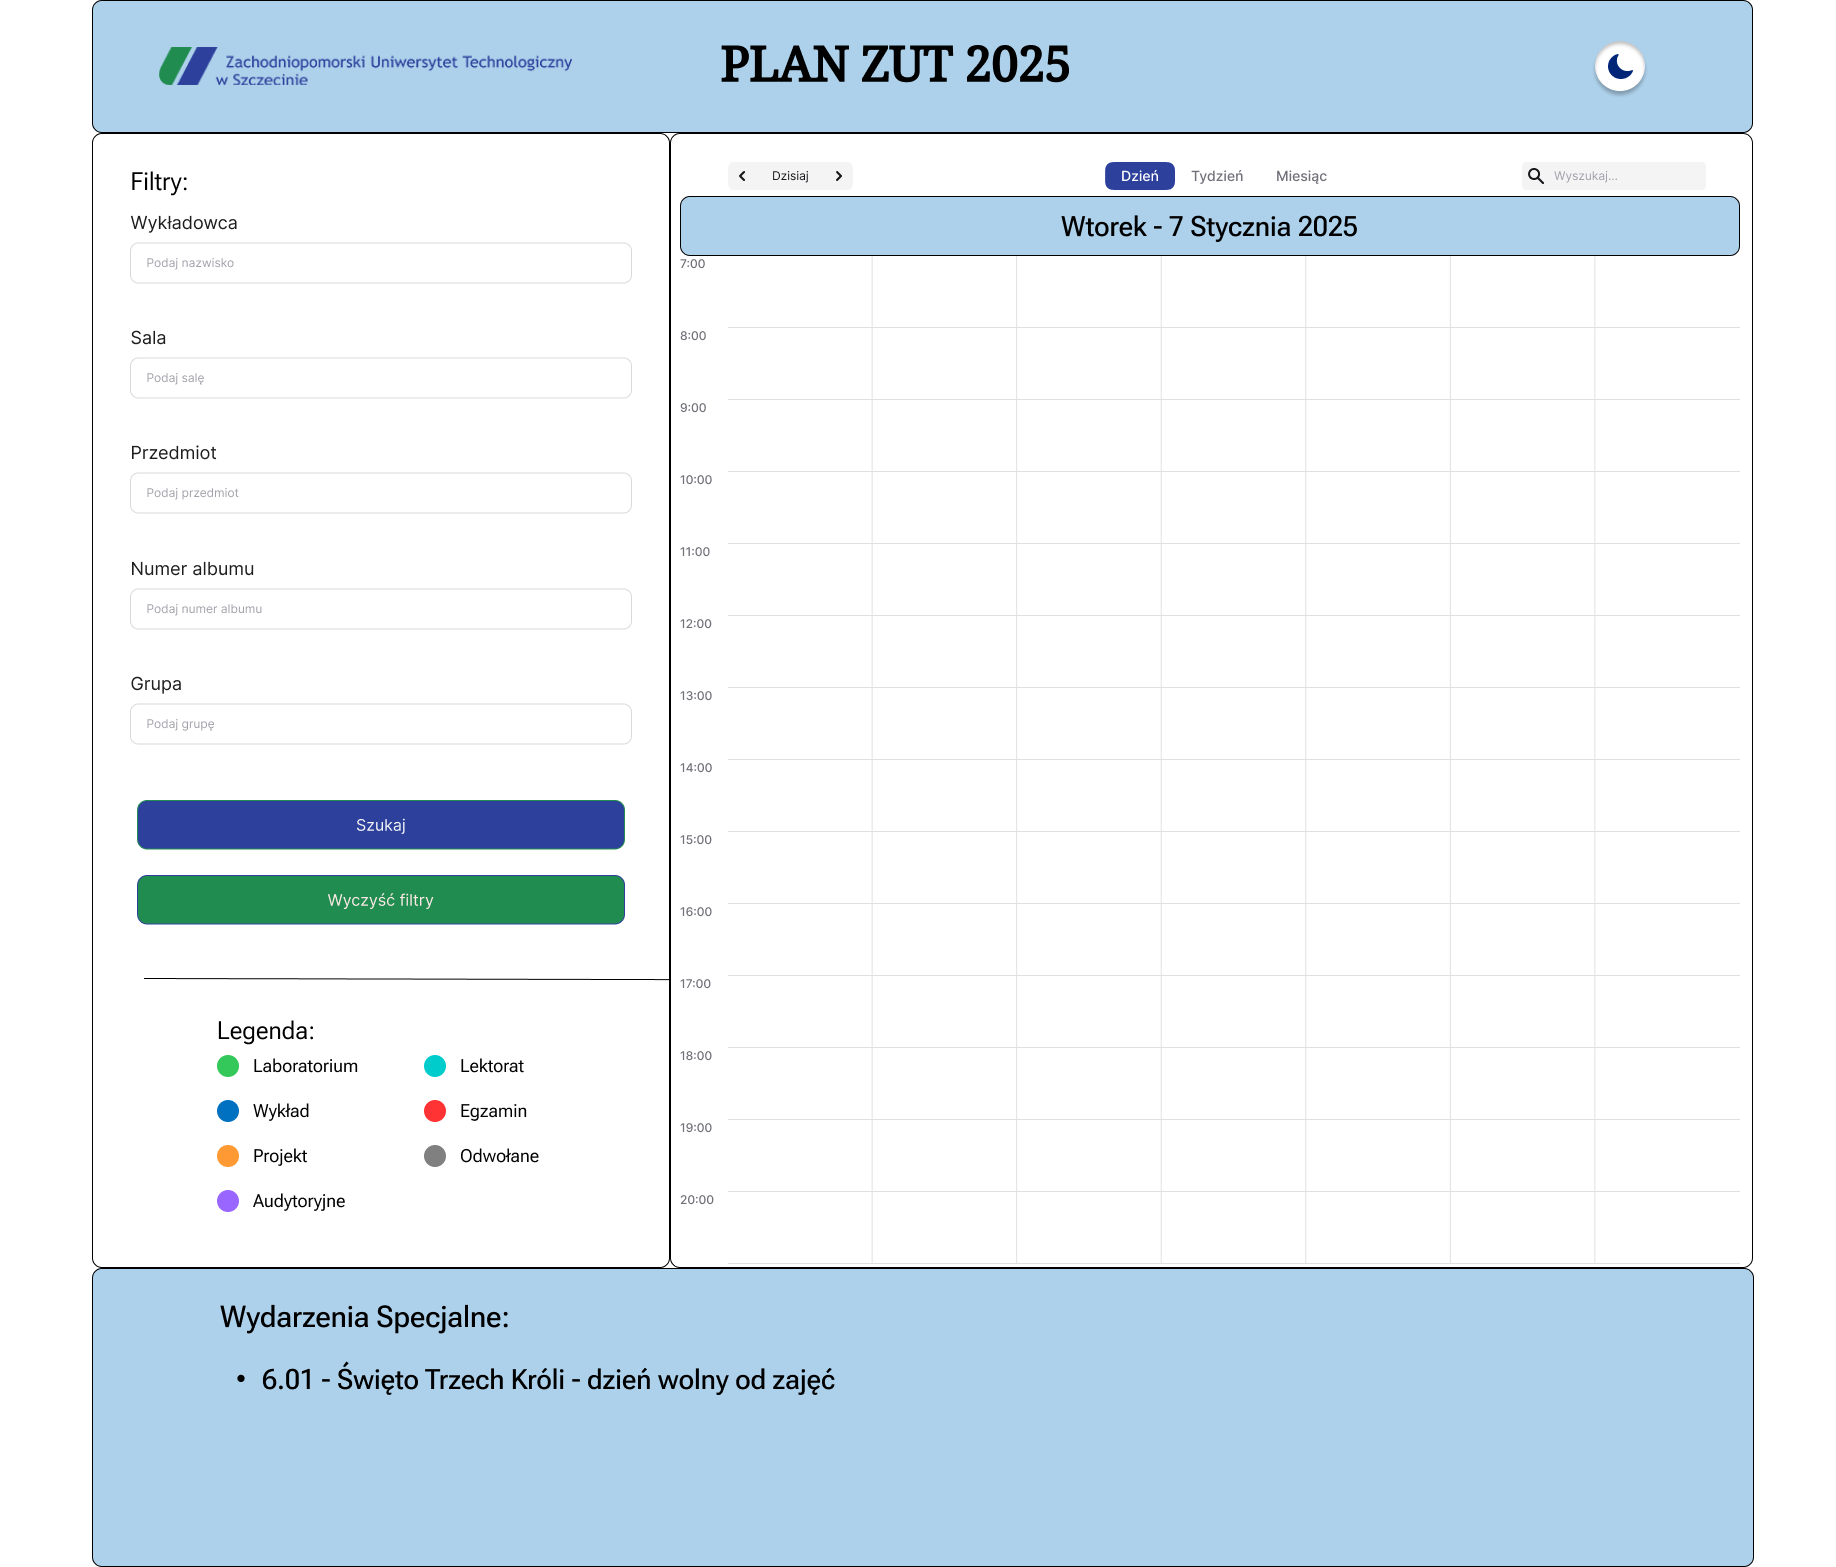 Zachodniopomorski Uniwersytet Technologiczny
w Szczecinie
PLAN ZUT 2025
Filtry:
Wykładowca
Podaj nazwisko
Sala
Podaj salę
Przedmiot
Podaj przedmiot
Numer albumu
Podaj numer albumu
Grupa
Podaj grupę
Szukaj
Wyczyść filtry
Legenda:
Laboratorium
Lektorat
Wykład
Egzamin
Projekt
Odwołane
Audytoryjne
Dzisiaj
Dzień
Tydzień
Miesiąc
Wyszukaj...
Wtorek - 7 Stycznia 2025
7:00
8:00
9:00
10:00
11:00
12:00
13:00
14:00
15:00
16:00
17:00
18:00
19:00
20:00
Wydarzenia Specjalne:
• 6.01 - Święto Trzech Króli - dzień wolny od zajęć